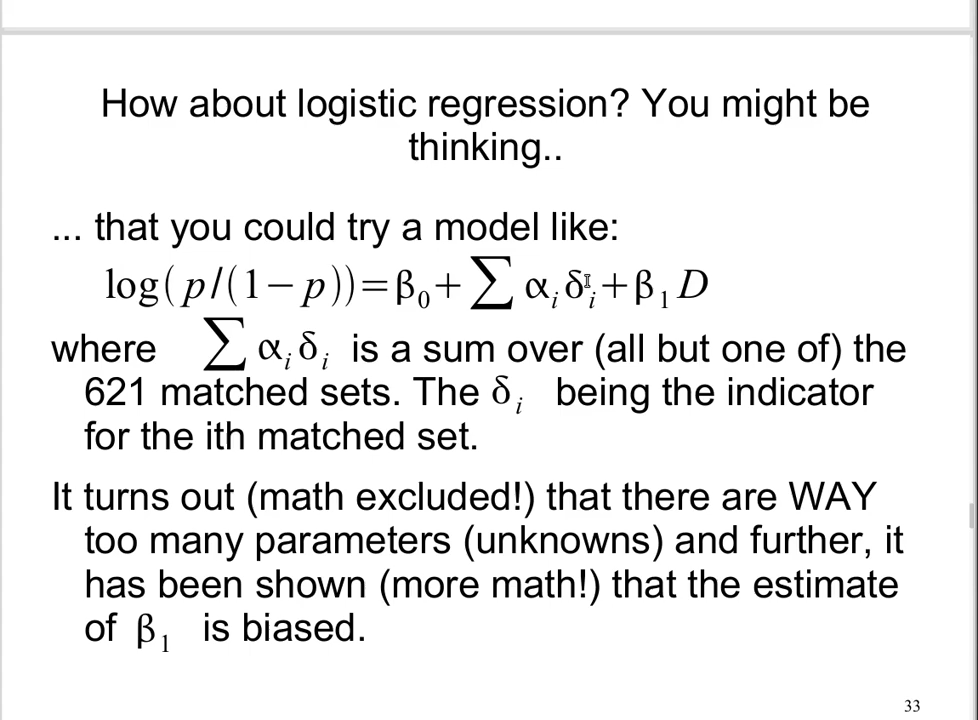 How about logistic regression? You might be
thinking..
... that you could try a model like:
log(p/(1−p))=β₀+∑ αᵢδᵢ+β₁D
where ∑ αᵢδᵢ is a sum over (all but one of) the
621 matched sets. The δᵢ being the indicator
for the ith matched set.
It turns out (math excluded!) that there are WAY
too many parameters (unknowns) and further, it
has been shown (more math!) that the estimate
of β₁ is biased.
33